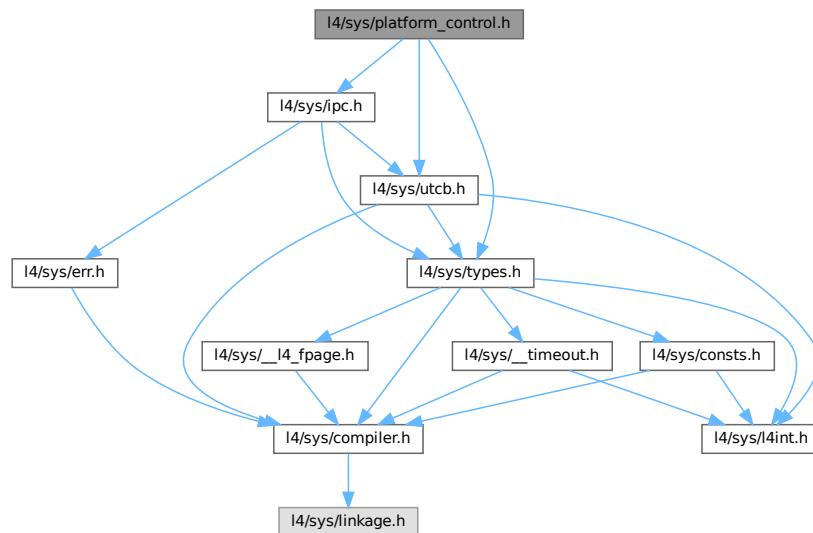 l4/sys/platform_control.h
l4/sys/ipc.h
l4/sys/utcb.h
l4/sys/err.h
l4/sys/types.h
l4/sys/__l4_fpage.h
l4/sys/__timeout.h
l4/sys/consts.h
l4/sys/compiler.h
l4/sys/l4int.h
l4/sys/linkage.h